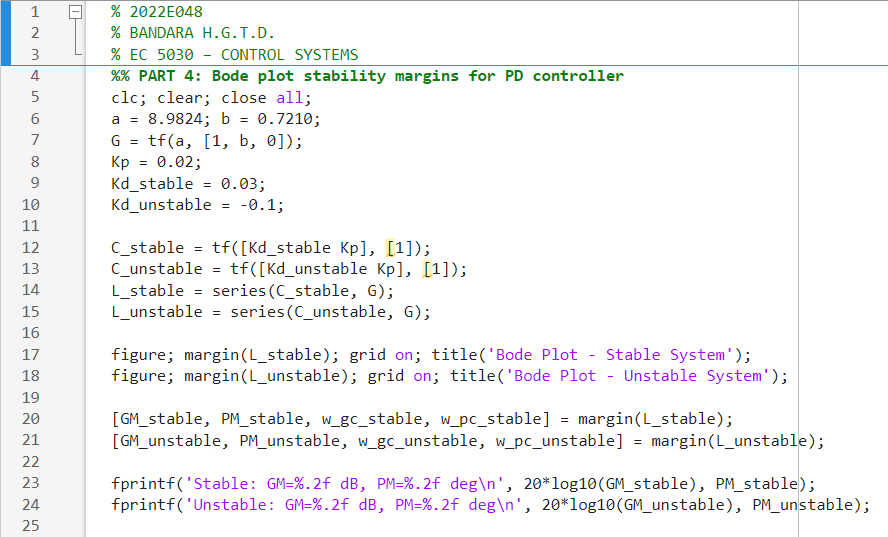 1 % 2022E048
2 % BANDARA H.G.T.D.
3 % EC 5030 – CONTROL SYSTEMS
4 %% PART 4: Bode plot stability margins for PD controller
5 clc; clear; close all;
6 a = 8.9824; b = 0.7210;
7 G = tf(a, [1, b, 0]);
8 Kp = 0.02;
9 Kd_stable = 0.03;
10 Kd_unstable = -0.1;
11
12 C_stable = tf([Kd_stable Kp], [1]);
13 C_unstable = tf([Kd_unstable Kp], [1]);
14 L_stable = series(C_stable, G);
15 L_unstable = series(C_unstable, G);
16
17 figure; margin(L_stable); grid on; title('Bode Plot - Stable System');
18 figure; margin(L_unstable); grid on; title('Bode Plot - Unstable System');
19
20 [GM_stable, PM_stable, w_gc_stable, w_pc_stable] = margin(L_stable);
21 [GM_unstable, PM_unstable, w_gc_unstable, w_pc_unstable] = margin(L_unstable);
22
23 fprintf('Stable: GM=%.2f dB, PM=%.2f deg\n', 20*log10(GM_stable), PM_stable);
24 fprintf('Unstable: GM=%.2f dB, PM=%.2f deg\n', 20*log10(GM_unstable), PM_unstable);
25